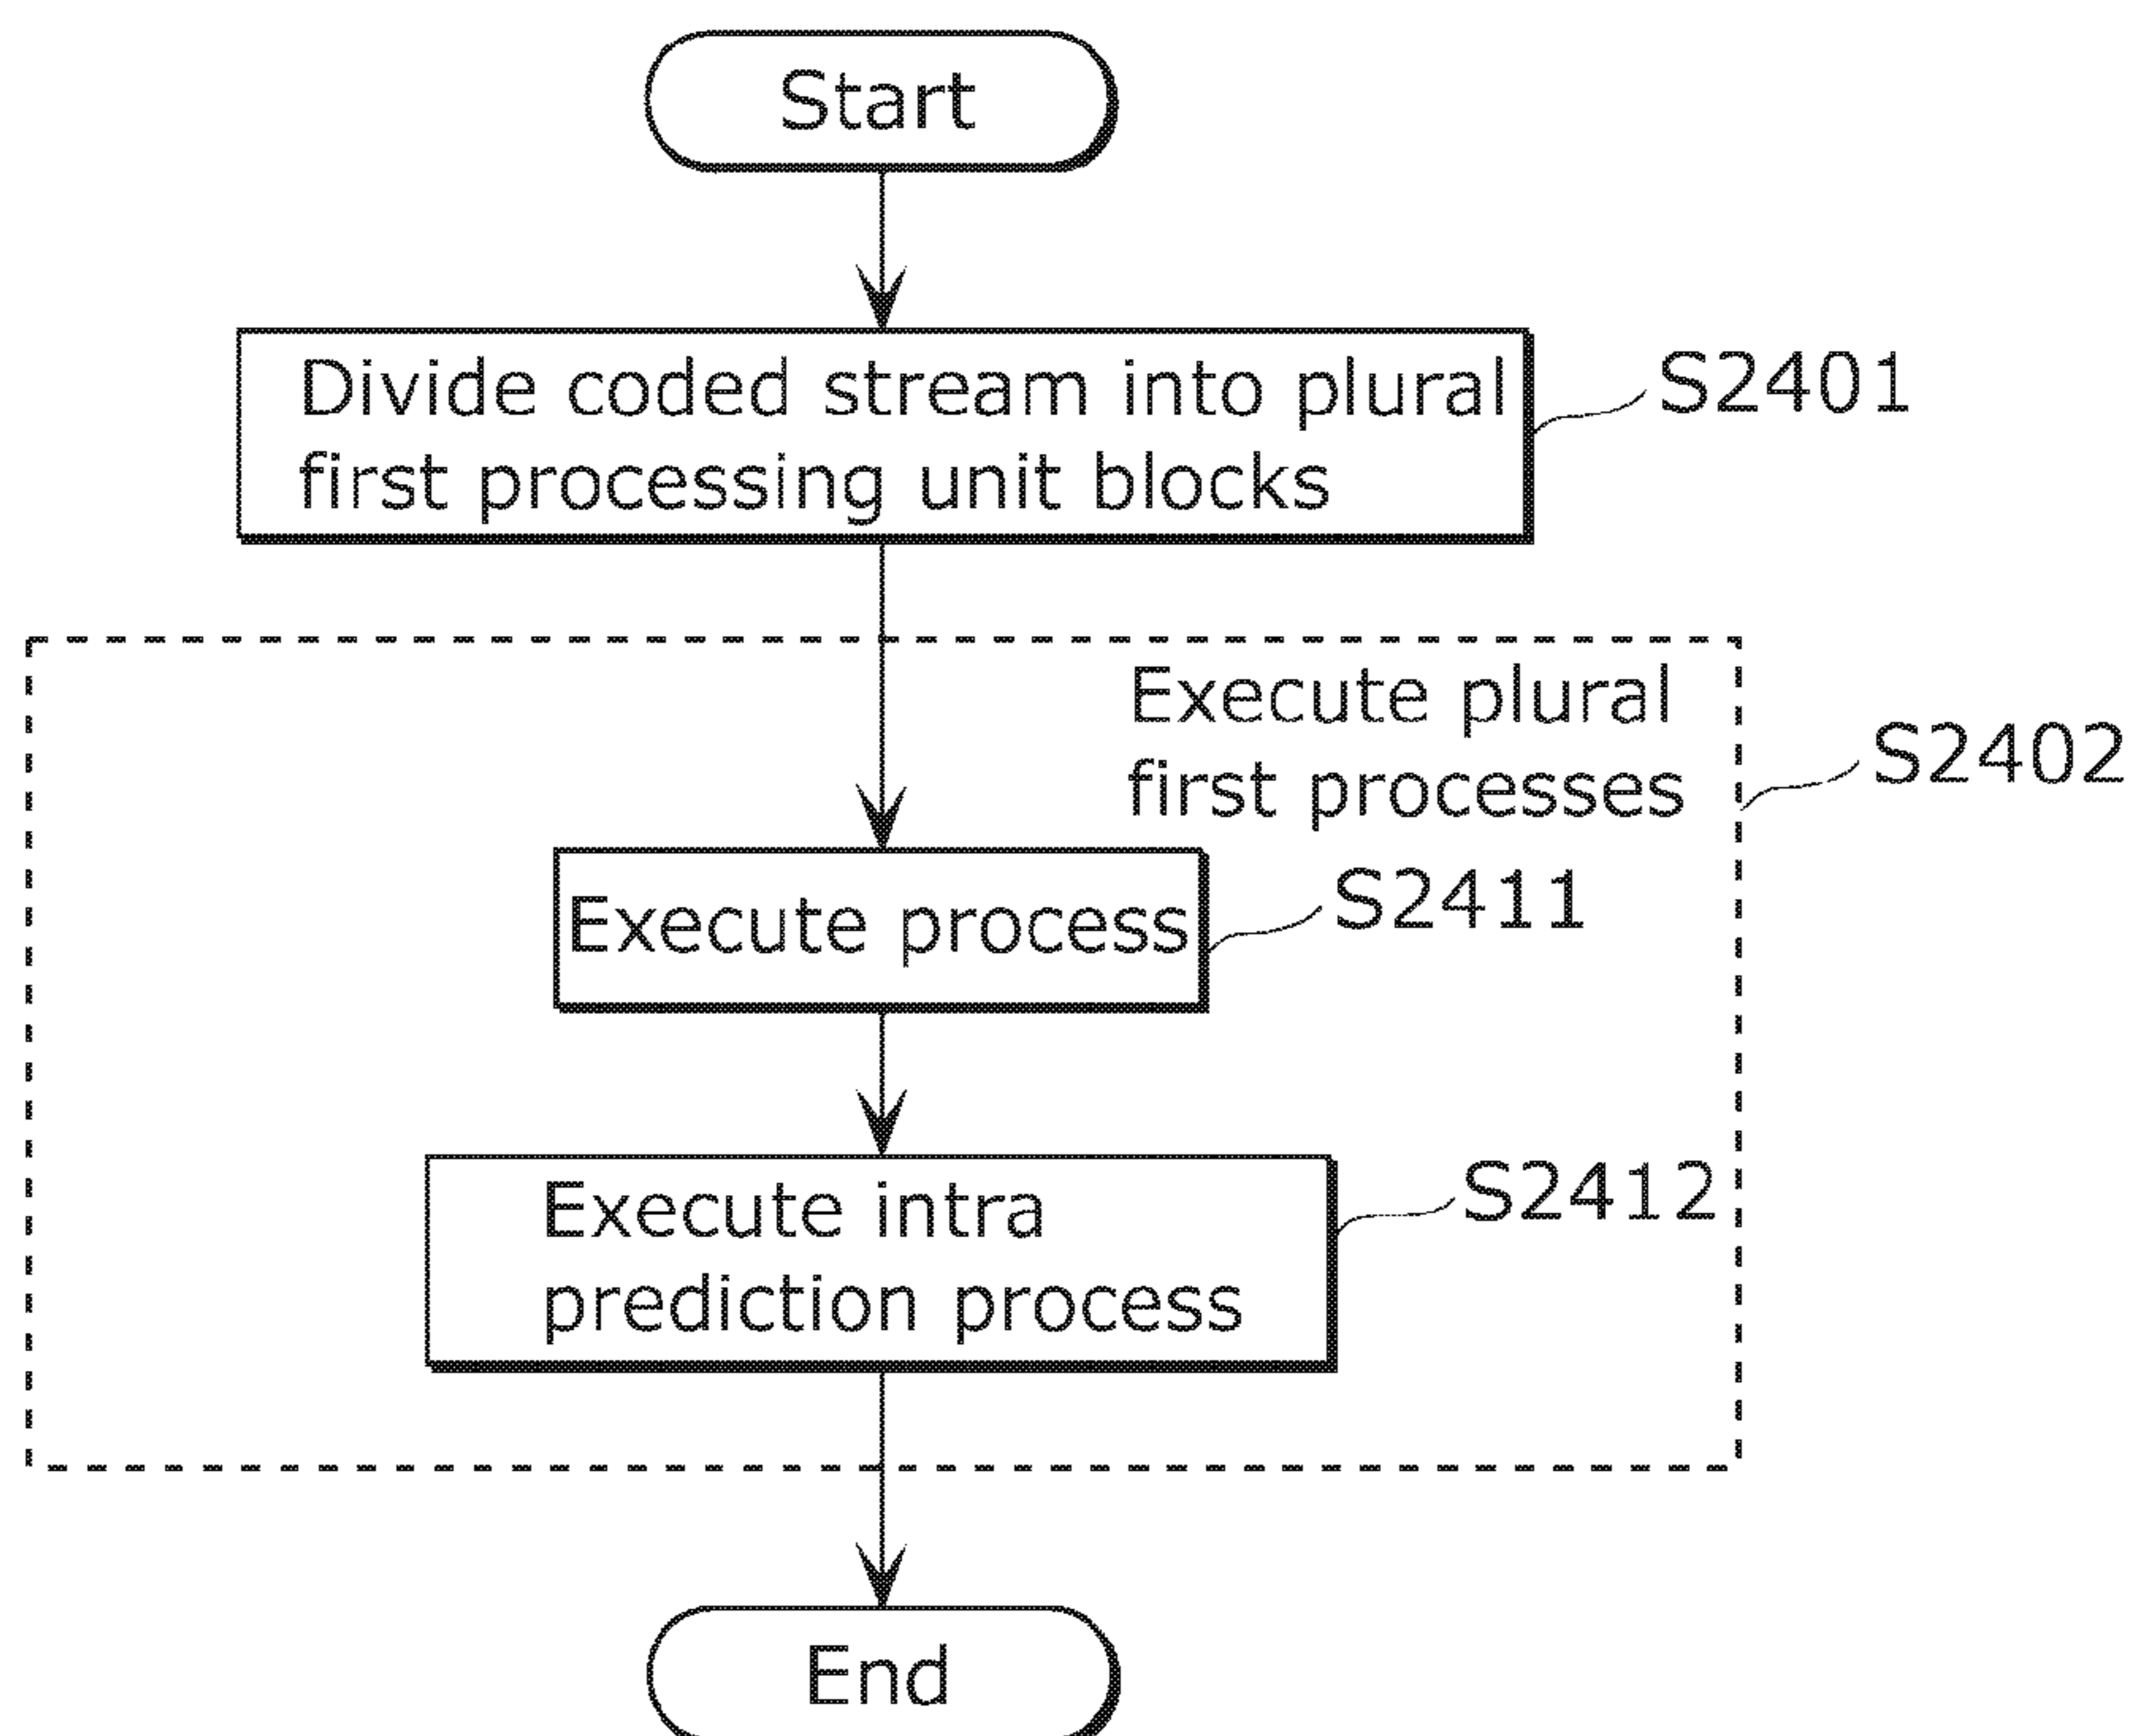 Start
Divide coded stream into plural
first processing unit blocks
S2401
Execute plural
first processes
S2402
Execute process
S2411
Execute intra
prediction process
S2412
End